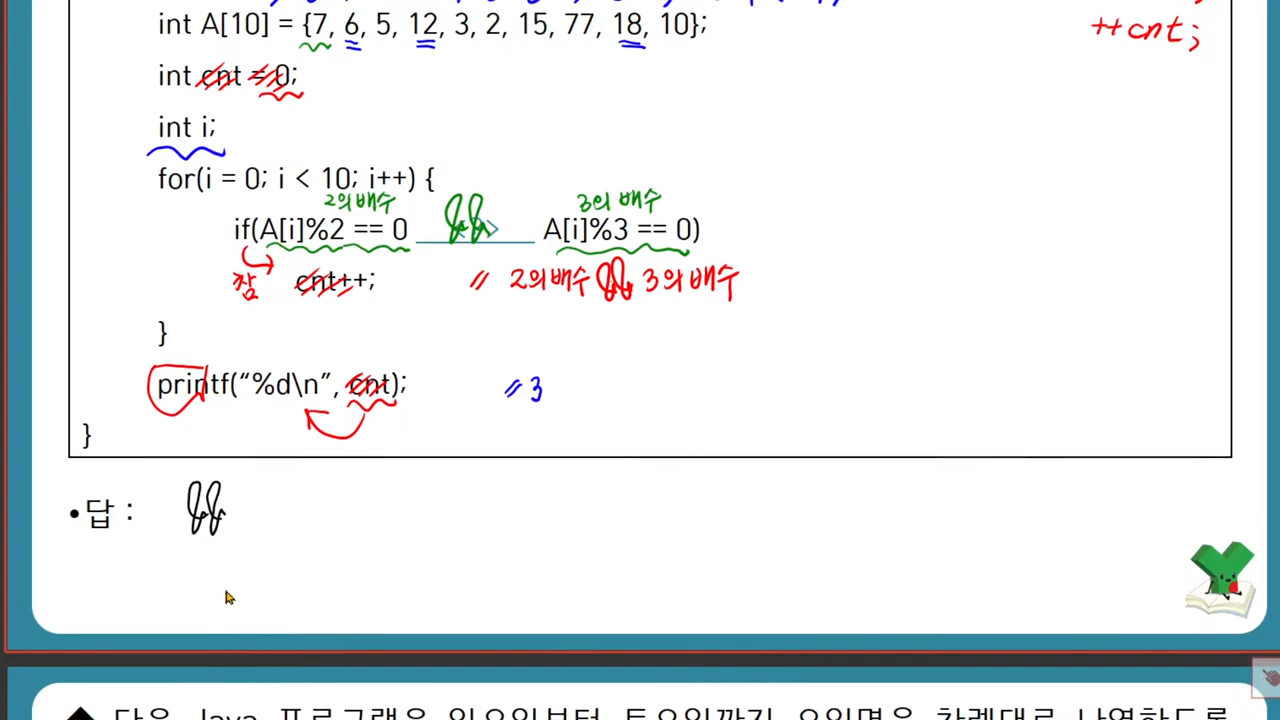 int A[10] = {7, 6, 5, 12, 3, 2, 15, 77, 18, 10};
++cnt;
int cnt = 0;
int i;
for(i = 0; i < 10; i++) {
2의배수 3의 배수
if(A[i]%2 == 0 && A[i]%3 == 0)
참 cnt++; // 2의배수 && 3의배수
}
printf("%d\n", cnt); // 3
}
•답 : &&